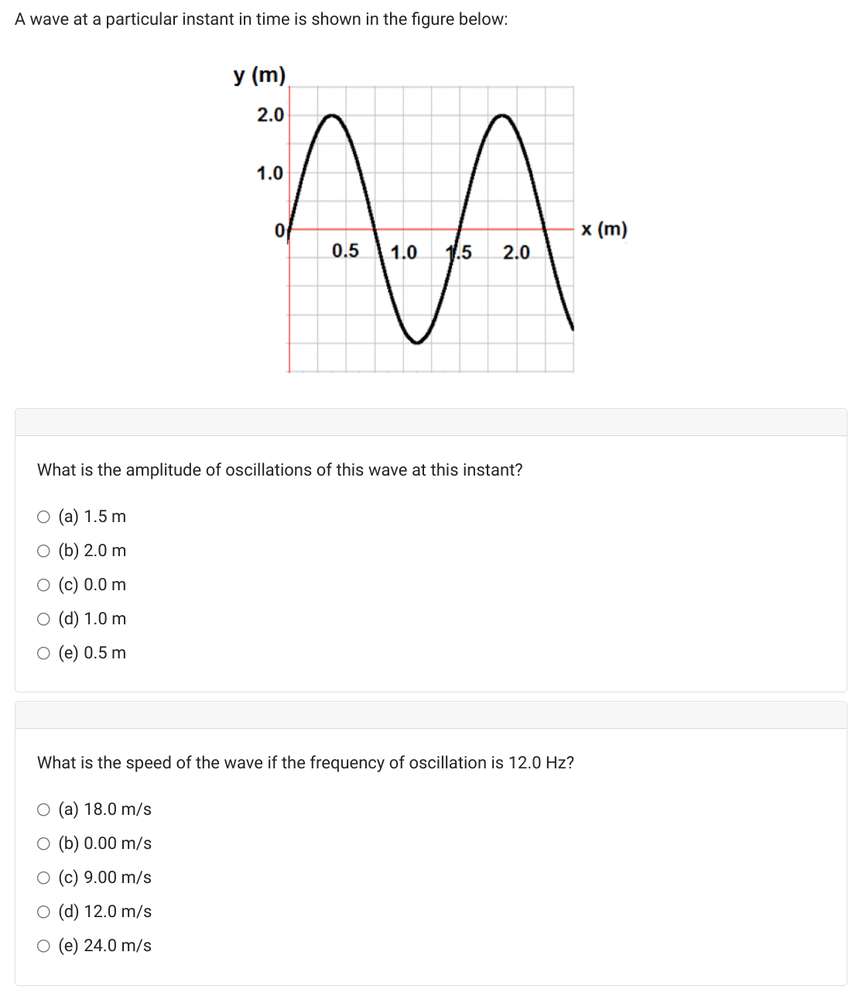 A wave at a particular instant in time is shown in the figure below:
y (m)
2.0
1.0
0
x (m)
0.5 1.0 1.5 2.0
What is the amplitude of oscillations of this wave at this instant?
(a) 1.5 m
(b) 2.0 m
(c) 0.0 m
(d) 1.0 m
(e) 0.5 m
What is the speed of the wave if the frequency of oscillation is 12.0 Hz?
(a) 18.0 m/s
(b) 0.00 m/s
(c) 9.00 m/s
(d) 12.0 m/s
(e) 24.0 m/s